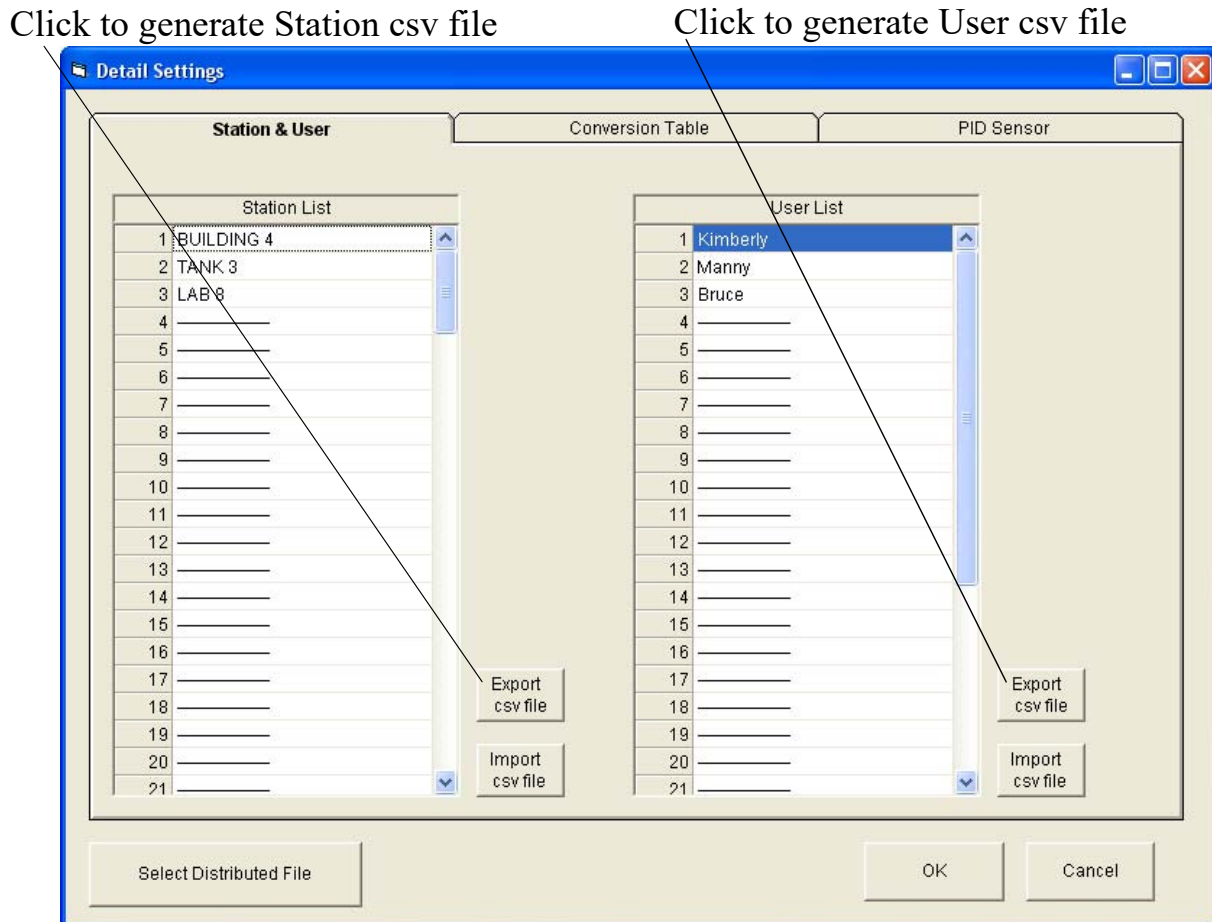 Click to generate Station csv file
Click to generate User csv file
Detail Settings
Station & User
Conversion Table
PID Sensor
Station List
1 BUILDING 4
2 TANK 3
3 LAB 8
4
5
6
7
8
9
10
11
12
13
14
15
16
17
18
19
20
21
Export
csv file
Import
csv file
User List
1 Kimberly
2 Manny
3 Bruce
4
5
6
7
8
9
10
11
12
13
14
15
16
17
18
19
20
21
Export
csv file
Import
csv file
Select Distributed File
OK
Cancel